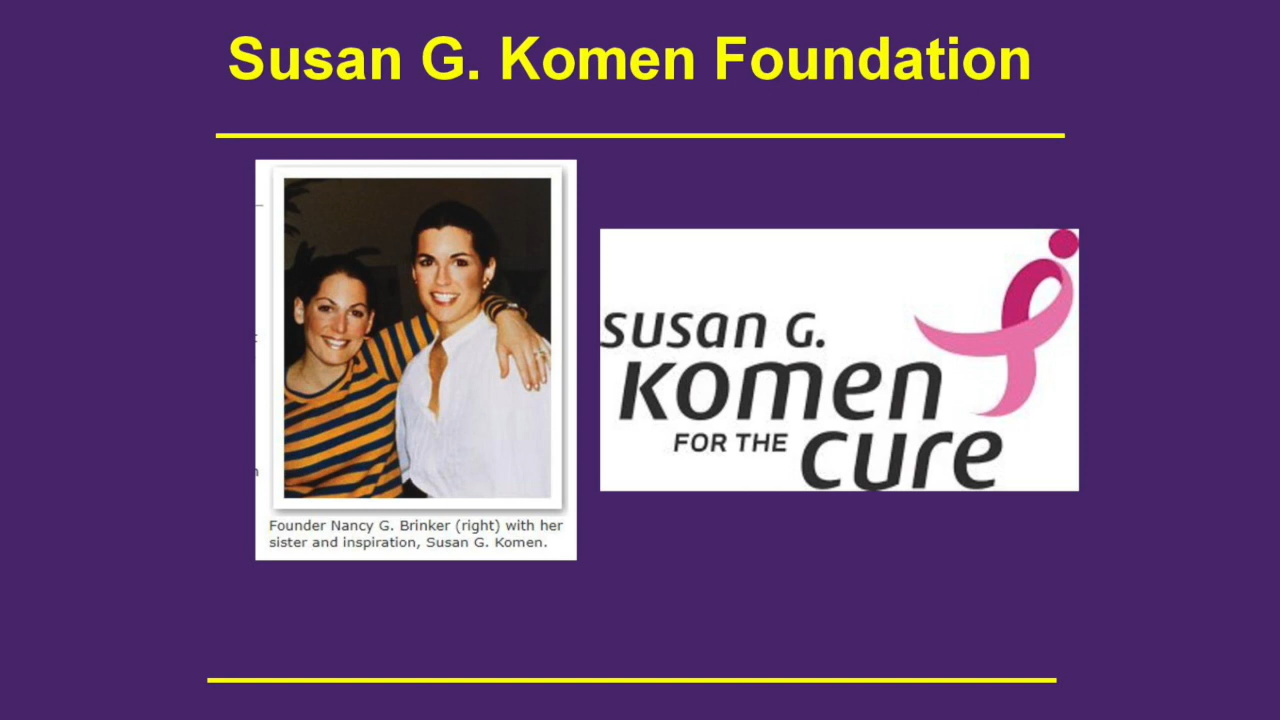 Susan G. Komen Foundation
Founder Nancy G. Brinker (right) with her
sister and inspiration, Susan G. Komen.
susan G.
komen
FOR THE cure